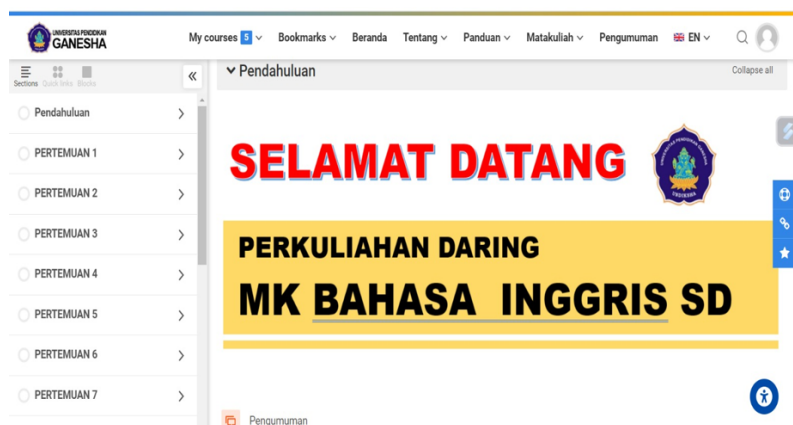 UNIVERSITAS PENDIDIKAN
GANESHA
My courses 5 Bookmarks Beranda Tentang Panduan Matakuliah Pengumuman EN
Sections Quick links Blocks
Pendahuluan Collapse all
Pendahuluan
PERTEMUAN 1
PERTEMUAN 2
PERTEMUAN 3
PERTEMUAN 4
PERTEMUAN 5
PERTEMUAN 6
PERTEMUAN 7
SELAMAT DATANG
UNDIKSHA
PERKULIAHAN DARING
MK BAHASA INGGRIS SD
Pengumuman